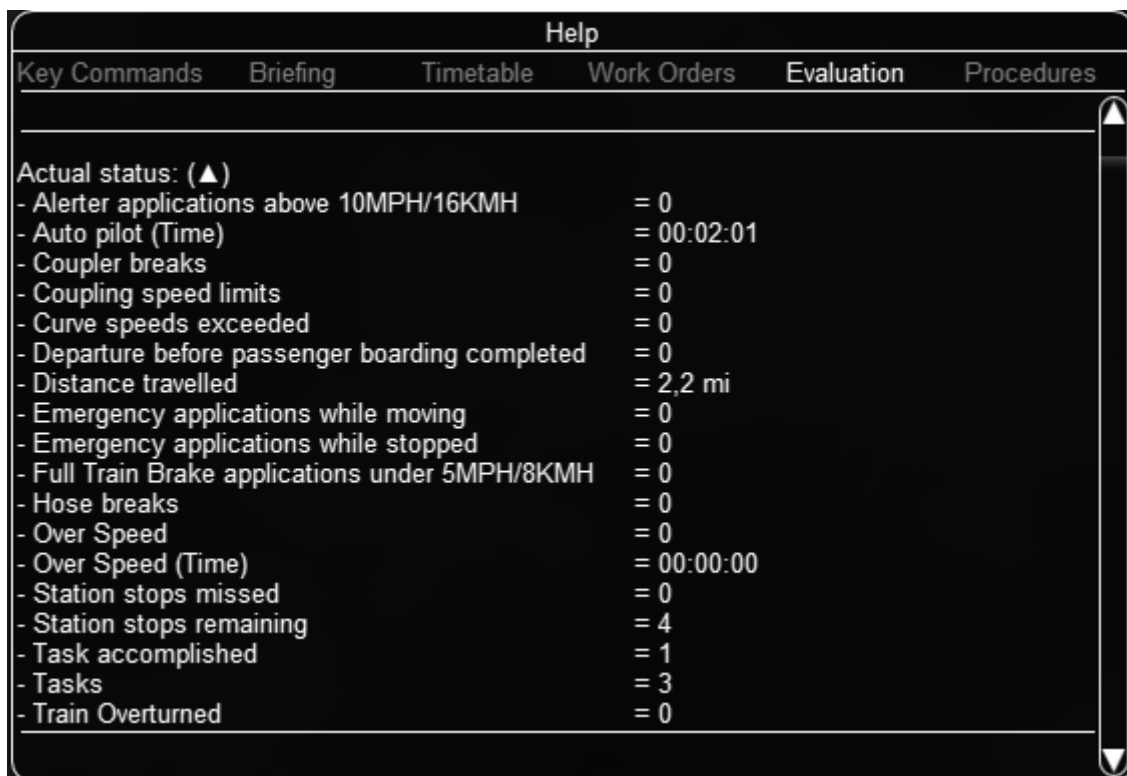 Help
Key Commands Briefing Timetable Work Orders Evaluation Procedures
Actual status: (▲)
- Alerter applications above 10MPH/16KMH = 0
- Auto pilot (Time) = 00:02:01
- Coupler breaks = 0
- Coupling speed limits = 0
- Curve speeds exceeded = 0
- Departure before passenger boarding completed = 0
- Distance travelled = 2,2 mi
- Emergency applications while moving = 0
- Emergency applications while stopped = 0
- Full Train Brake applications under 5MPH/8KMH = 0
- Hose breaks = 0
- Over Speed = 0
- Over Speed (Time) = 00:00:00
- Station stops missed = 0
- Station stops remaining = 4
- Task accomplished = 1
- Tasks = 3
- Train Overturned = 0